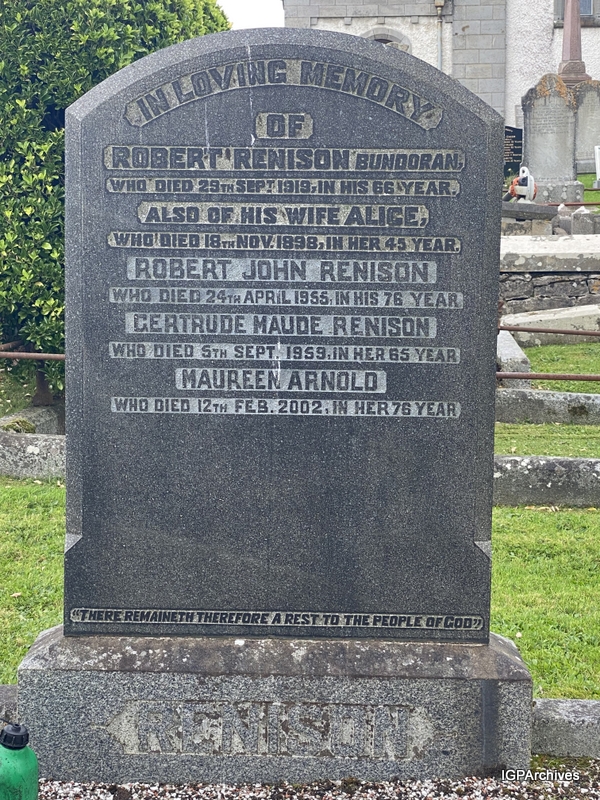 IN LOVING MEMORY
OF
ROBERT RENISON BUNDORAN,
WHO DIED 29TH SEPT. 1919, IN HIS 66 YEAR.
ALSO OF HIS WIFE ALICE,
WHO DIED 18TH NOV. 1898, IN HER 45 YEAR.
ROBERT JOHN RENISON
WHO DIED 24TH APRIL 1955, IN HIS 76 YEAR
GERTRUDE MAUDE RENISON
WHO DIED 5TH SEPT. 1959. IN HER 65 YEAR
MAUREEN ARNOLD
WHO DIED 12TH FEB. 2002, IN HER 76 YEAR
"THERE REMAINETH THEREFORE A REST TO THE PEOPLE OF GOD"
RENISON
IGPArchives